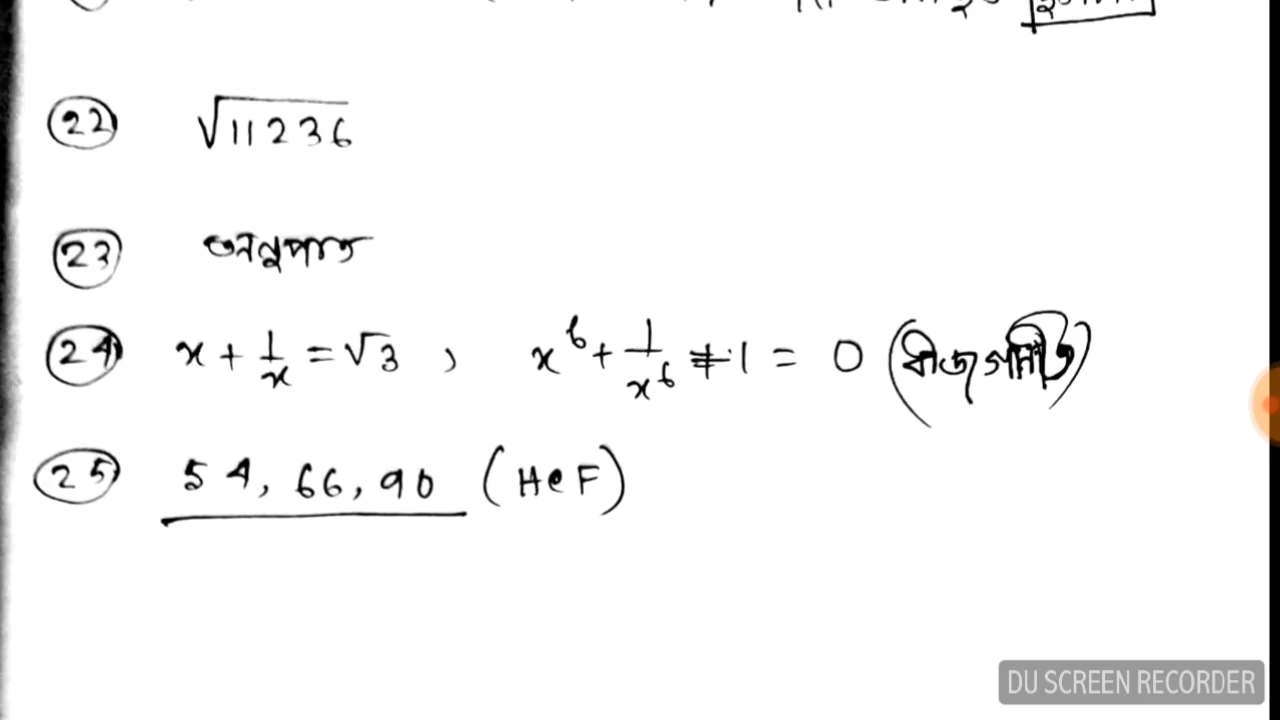 22 √11236
23 অনুপাত
24 x + 1/x = √3 , x⁶ + 1/x⁶ + 1 = 0 (বীজগণিত)
25 54, 66, 90 (HCF)
DU SCREEN RECORDER